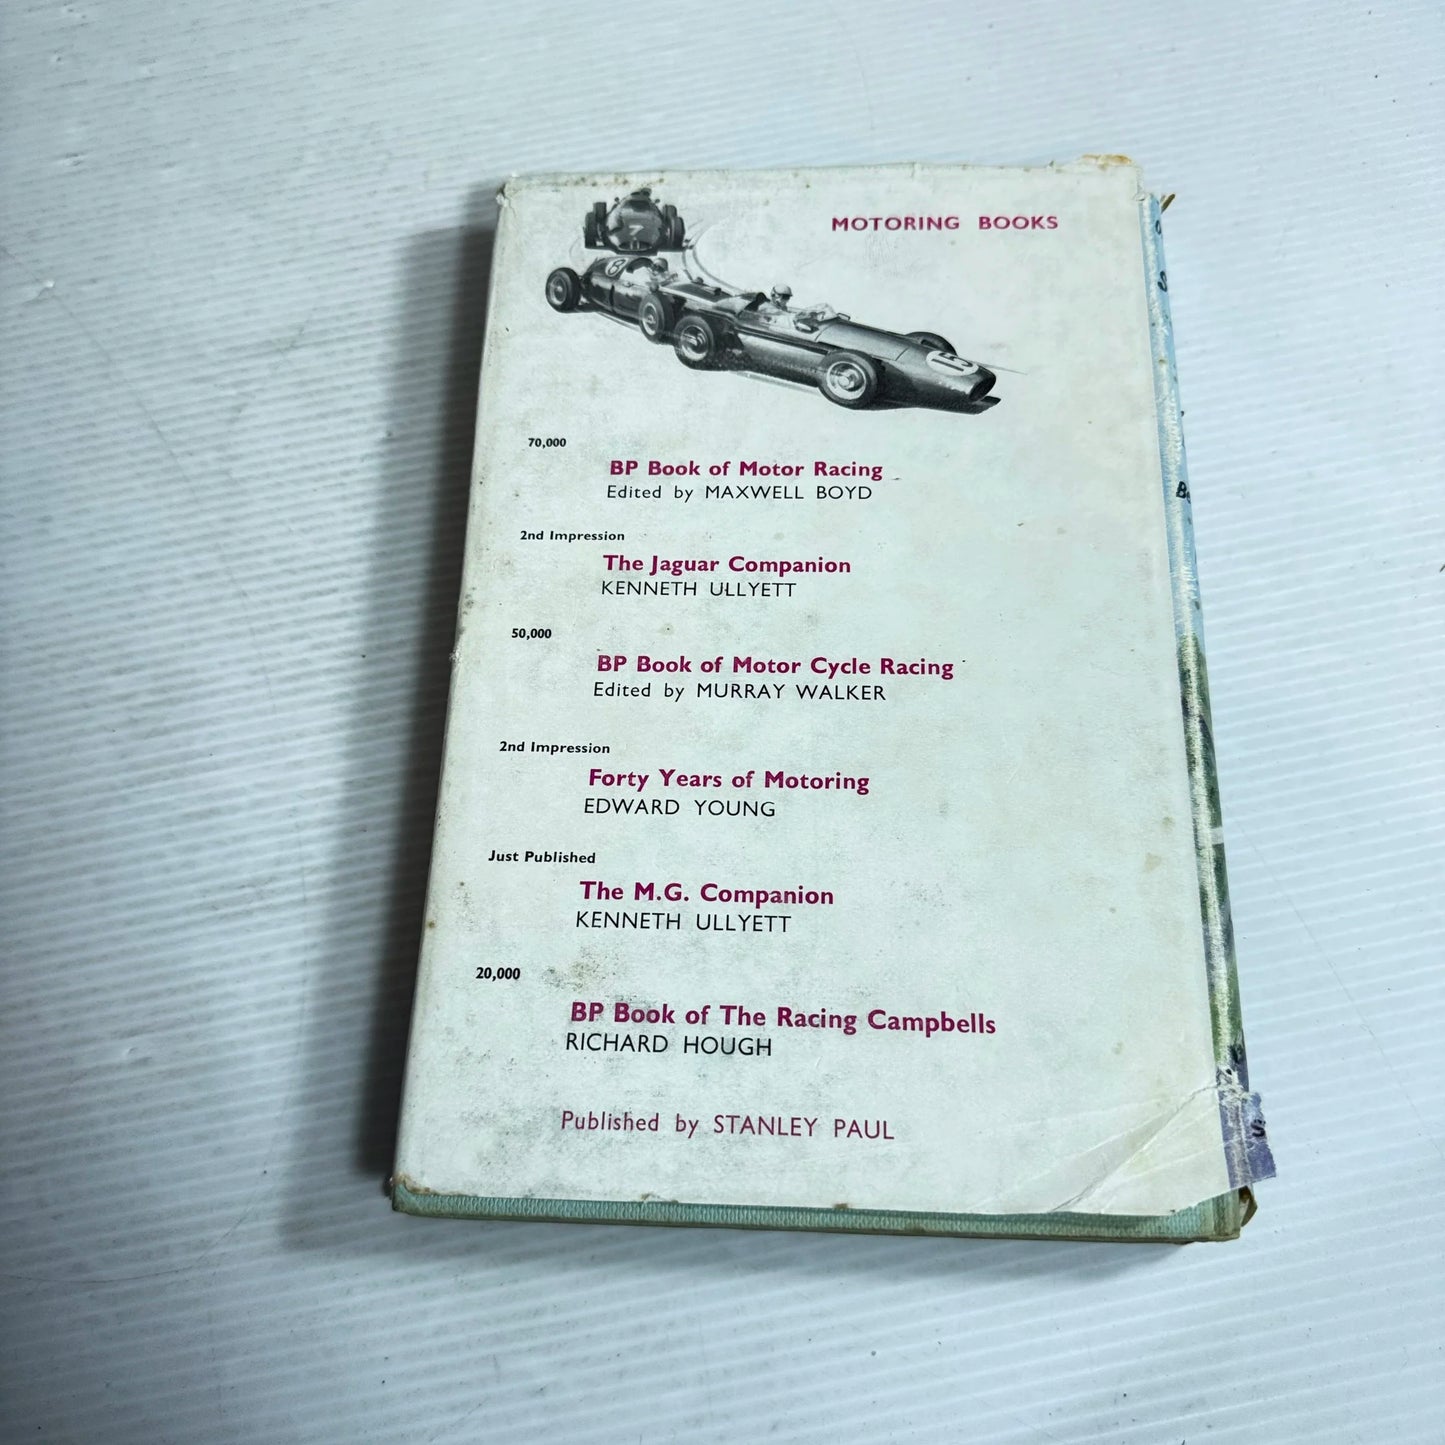 MOTORING BOOKS
7
8
15
70,000
BP Book of Motor Racing
Edited by MAXWELL BOYD
2nd Impression
The Jaguar Companion
KENNETH ULLYETT
50,000
BP Book of Motor Cycle Racing
Edited by MURRAY WALKER
2nd Impression
Forty Years of Motoring
EDWARD YOUNG
Just Published
The M.G. Companion
KENNETH ULLYETT
20,000
BP Book of The Racing Campbells
RICHARD HOUGH
Published by STANLEY PAUL